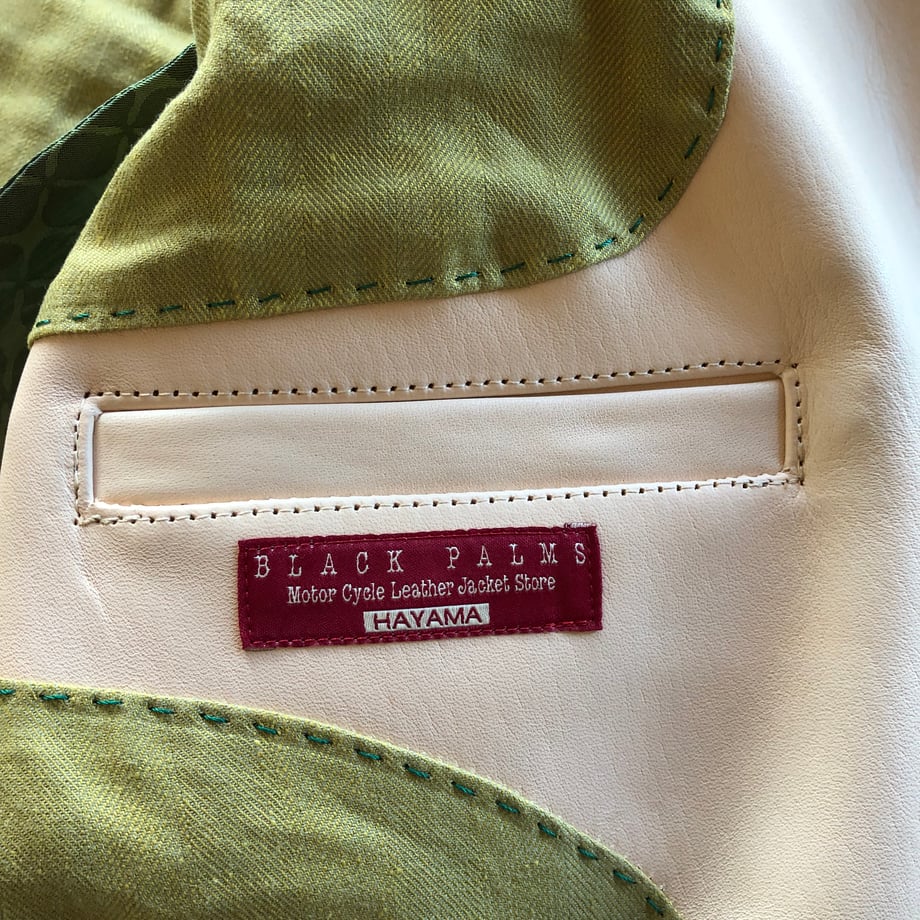 BLACK PALMS
Motor Cycle Leather Jacket Store
HAYAMA